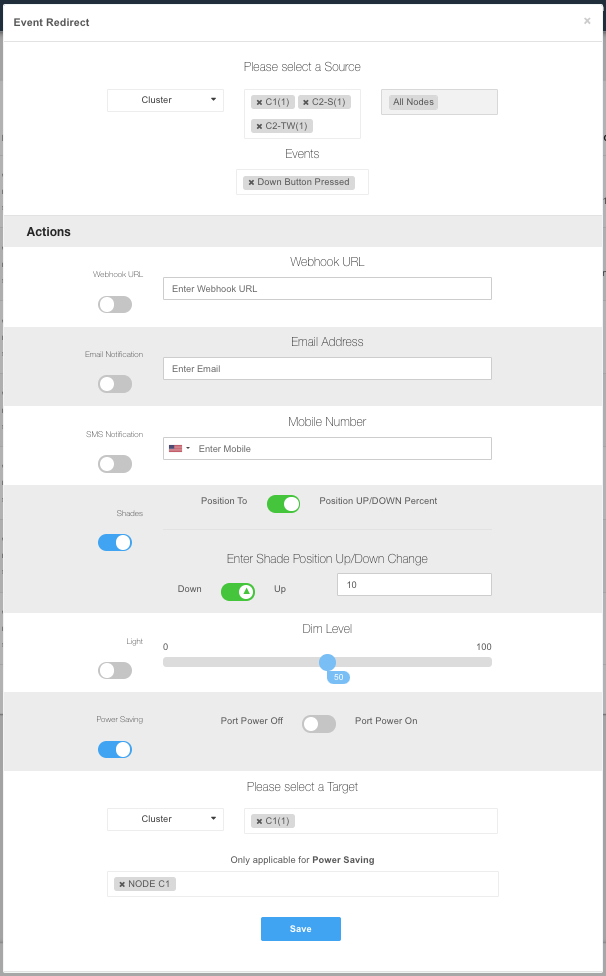 Event Redirect ×
Please select a Source
Cluster
✖ C1(1) ✖ C2-S(1)
✖ C2-TW(1)
All Nodes
Events
✖ Down Button Pressed
Actions
Webhook URL
Webhook URL
Enter Webhook URL
Email Address
Email Notification
Enter Email
Mobile Number
SMS Notification
Enter Mobile
Position To Position UP/DOWN Percent
Shades
Enter Shade Position Up/Down Change
Down Up 10
Dim Level
Light
0 100
50
Power Saving
Port Power Off Port Power On
Please select a Target
Cluster ✖ C1(1)
Only applicable for Power Saving
✖ NODE C1
Save